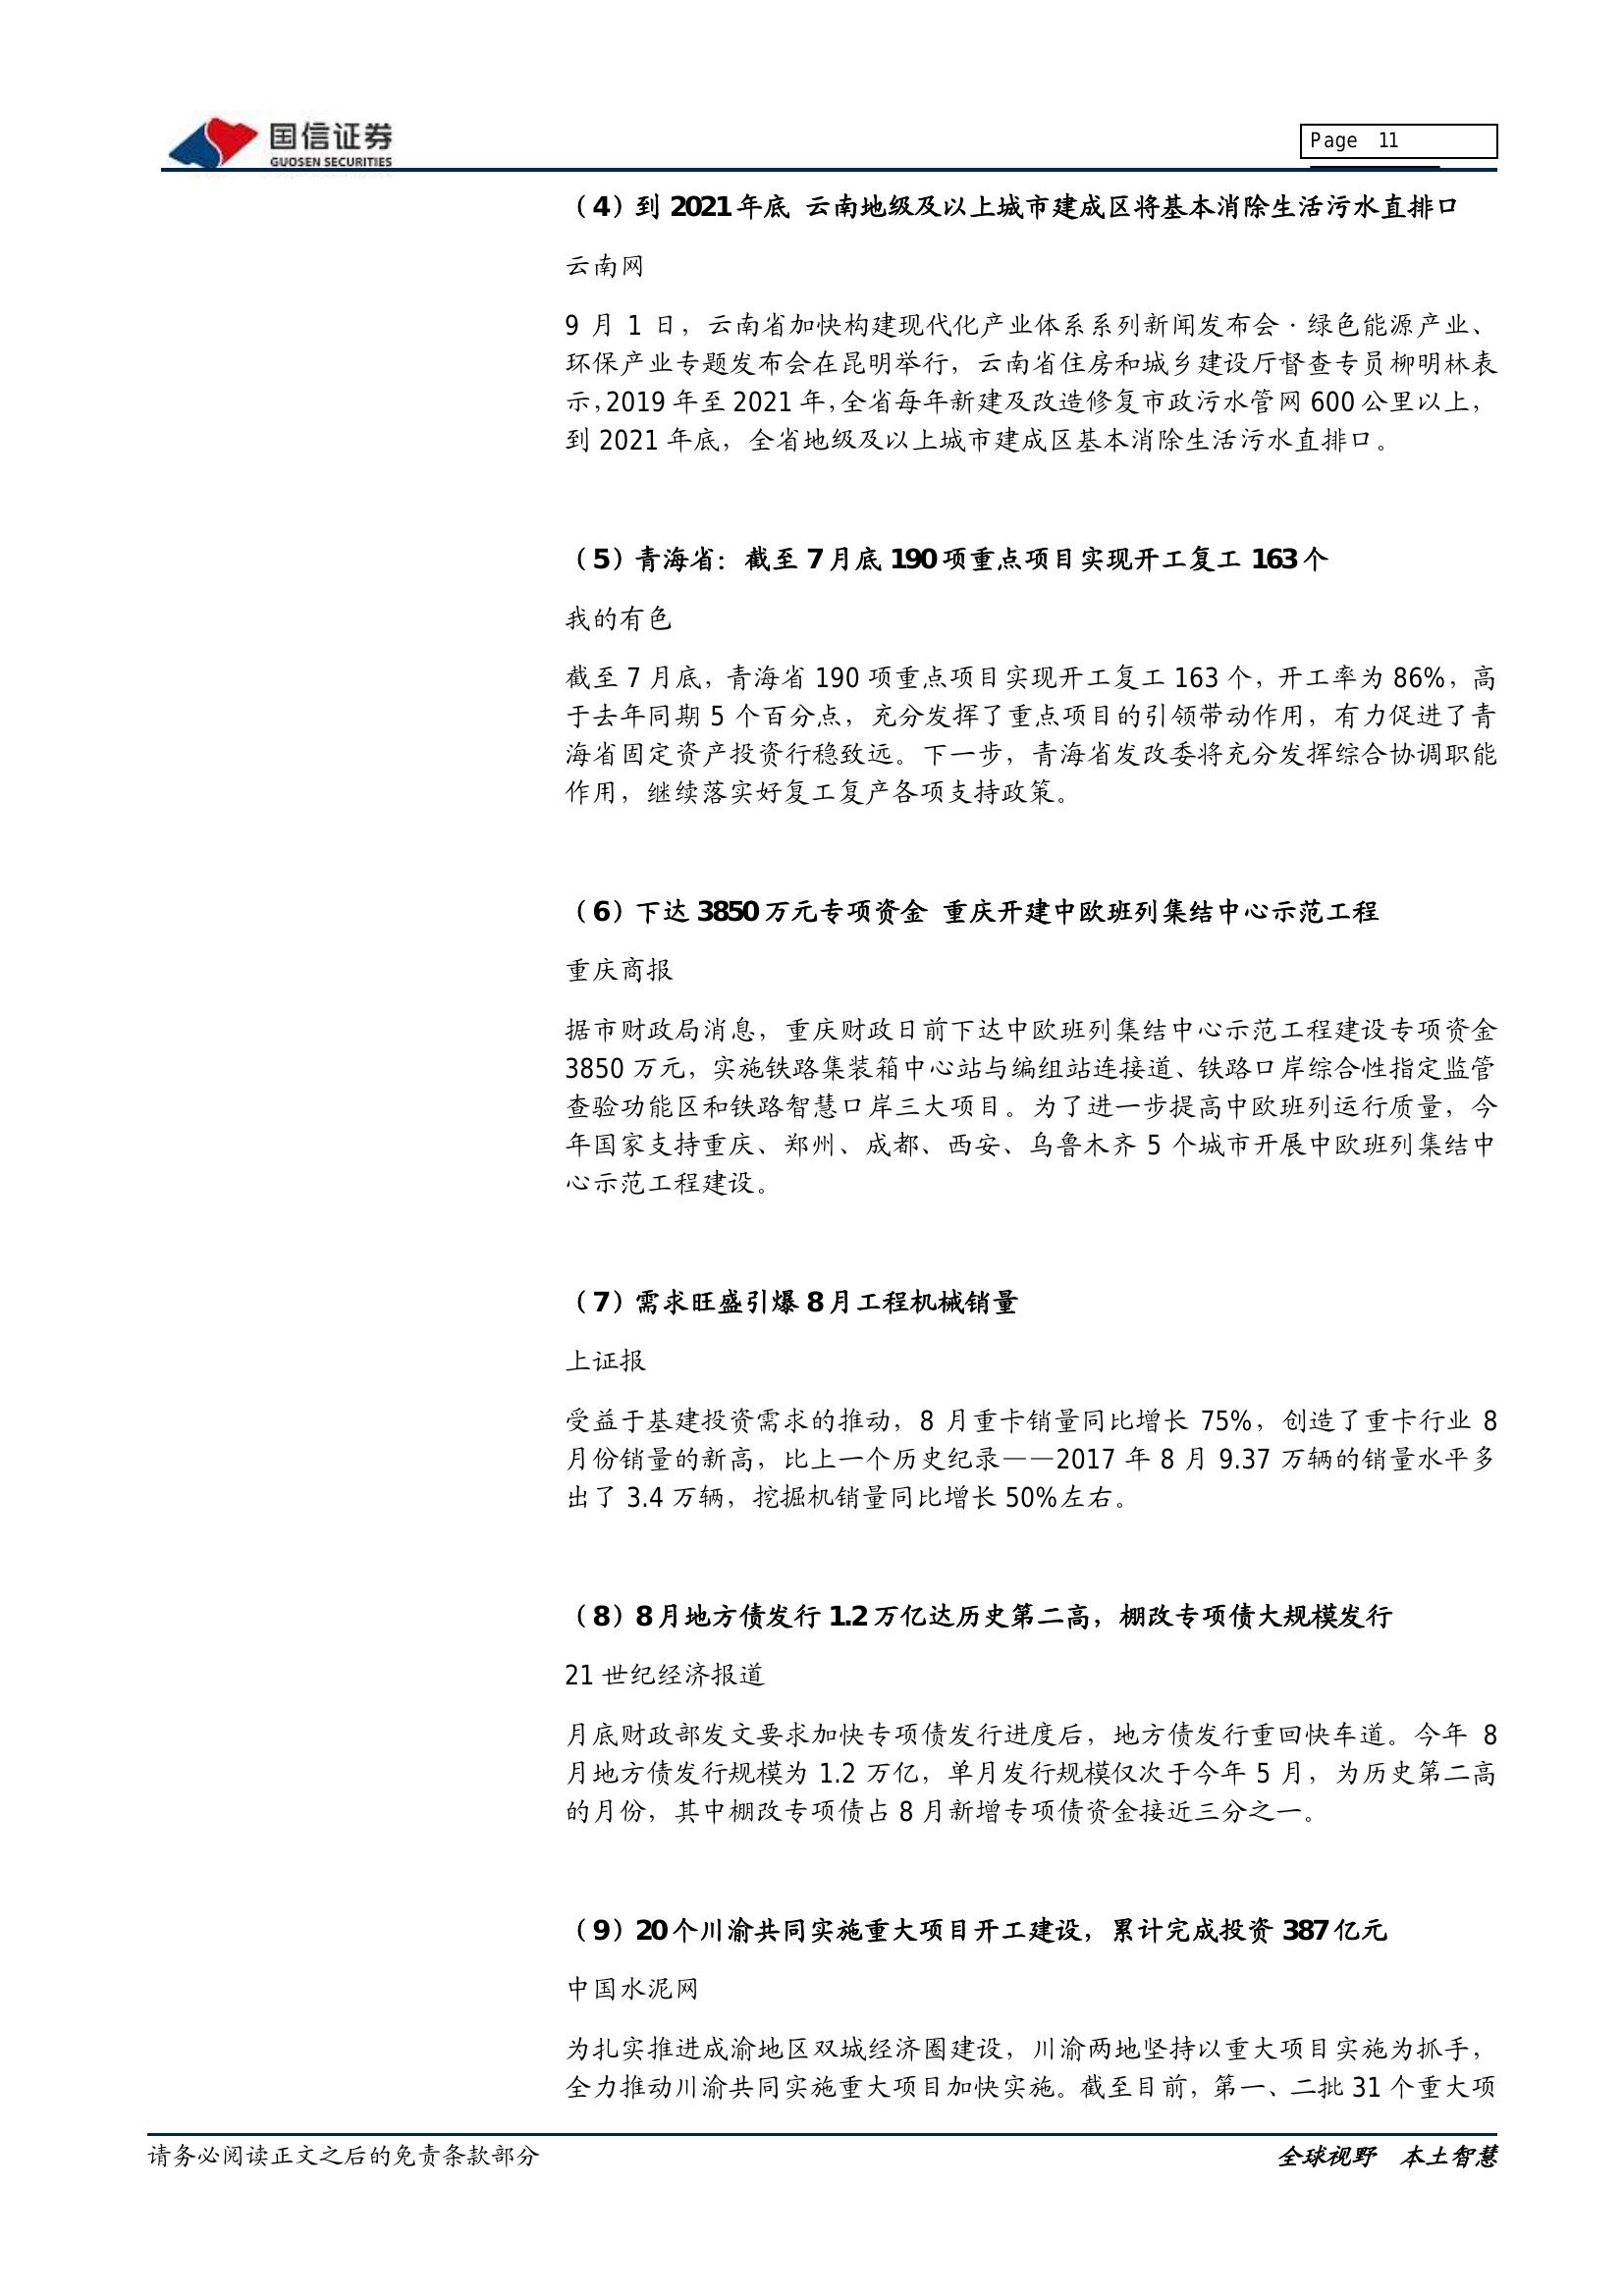 国信证券
GUOSEN SECURITIES
Page 11
（4）到 2021 年底 云南地级及以上城市建成区将基本消除生活污水直排口
云南网
9 月 1 日，云南省加快构建现代化产业体系系列新闻发布会·绿色能源产业、
环保产业专题发布会在昆明举行，云南省住房和城乡建设厅督查专员柳明林表
示，2019 年至 2021 年，全省每年新建及改造修复市政污水管网 600 公里以上，
到 2021 年底，全省地级及以上城市建成区基本消除生活污水直排口。
（5）青海省：截至 7 月底 190 项重点项目实现开工复工 163 个
我的有色
截至 7 月底，青海省 190 项重点项目实现开工复工 163 个，开工率为 86%，高
于去年同期 5 个百分点，充分发挥了重点项目的引领带动作用，有力促进了青
海省固定资产投资行稳致远。下一步，青海省发改委将充分发挥综合协调职能
作用，继续落实好复工复产各项支持政策。
（6）下达 3850 万元专项资金 重庆开建中欧班列集结中心示范工程
重庆商报
据市财政局消息，重庆财政日前下达中欧班列集结中心示范工程建设专项资金
3850 万元，实施铁路集装箱中心站与编组站连接道、铁路口岸综合性指定监管
查验功能区和铁路智慧口岸三大项目。为了进一步提高中欧班列运行质量，今
年国家支持重庆、郑州、成都、西安、乌鲁木齐 5 个城市开展中欧班列集结中
心示范工程建设。
（7）需求旺盛引爆 8 月工程机械销量
上证报
受益于基建投资需求的推动，8 月重卡销量同比增长 75%，创造了重卡行业 8
月份销量的新高，比上一个历史纪录——2017 年 8 月 9.37 万辆的销量水平多
出了 3.4 万辆，挖掘机销量同比增长 50%左右。
（8）8 月地方债发行 1.2 万亿达历史第二高，棚改专项债大规模发行
21 世纪经济报道
月底财政部发文要求加快专项债发行进度后，地方债发行重回快车道。今年 8
月地方债发行规模为 1.2 万亿，单月发行规模仅次于今年 5 月，为历史第二高
的月份，其中棚改专项债占 8 月新增专项债资金接近三分之一。
（9）20 个川渝共同实施重大项目开工建设，累计完成投资 387 亿元
中国水泥网
为扎实推进成渝地区双城经济圈建设，川渝两地坚持以重大项目实施为抓手，
全力推动川渝共同实施重大项目加快实施。截至目前，第一、二批 31 个重大项
请务必阅读正文之后的免责条款部分
全球视野 本土智慧